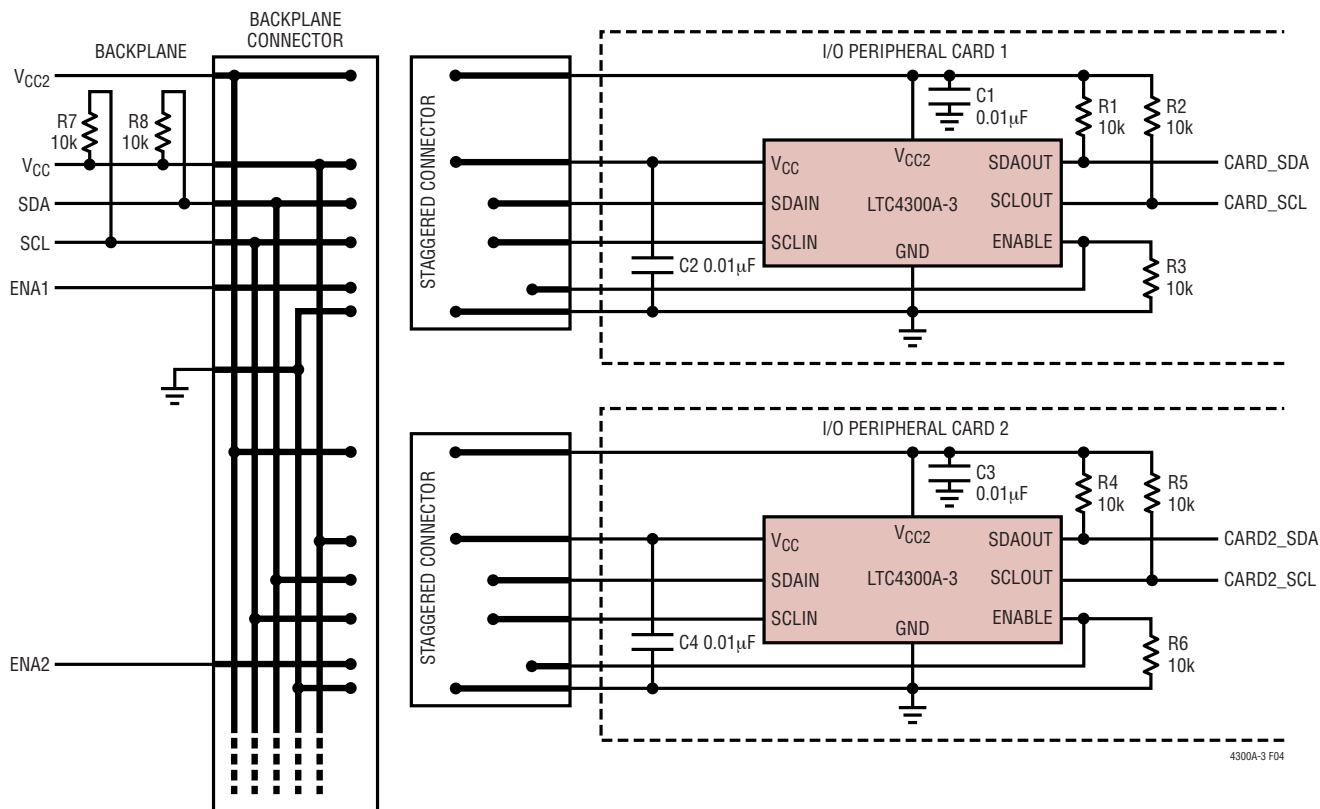 BACKPLANE
BACKPLANE
CONNECTOR
VCC2
R7
10k
R8
10k
VCC
SDA
SCL
ENA1
ENA2
STAGGERED CONNECTOR
I/O PERIPHERAL CARD 1
C1
0.01μF
R1
10k
R2
10k
VCC
VCC2
SDAOUT
CARD_SDA
SDAIN
LTC4300A-3
SCLOUT
CARD_SCL
SCLIN
GND
ENABLE
C2 0.01μF
R3
10k
STAGGERED CONNECTOR
I/O PERIPHERAL CARD 2
C3
0.01μF
R4
10k
R5
10k
VCC
VCC2
SDAOUT
CARD2_SDA
SDAIN
LTC4300A-3
SCLOUT
CARD2_SCL
SCLIN
GND
ENABLE
C4 0.01μF
R6
10k
4300A-3 F04